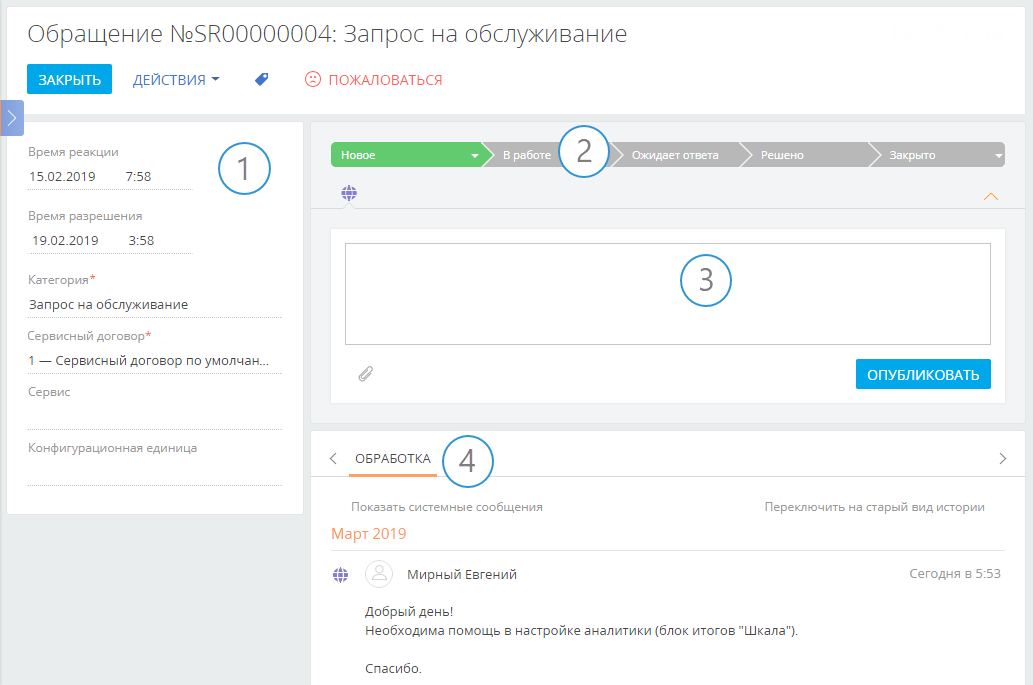 Обращение №SR00000004: Запрос на обслуживание
ЗАКРЫТЬ ДЕЙСТВИЯ ПОЖАЛОВАТЬСЯ
Время реакции
15.02.2019 7:58
Время разрешения
19.02.2019 3:58
Категория*
Запрос на обслуживание
Сервисный договор*
1 — Сервисный договор по умолчан...
Сервис
Конфигурационная единица
1
Новое В работе 2 Ожидает ответа Решено Закрыто
3
ОПУБЛИКОВАТЬ
ОБРАБОТКА 4
Показать системные сообщения Переключить на старый вид истории
Март 2019
Мирный Евгений Сегодня в 5:53
Добрый день!
Необходима помощь в настройке аналитики (блок итогов "Шкала").
Спасибо.